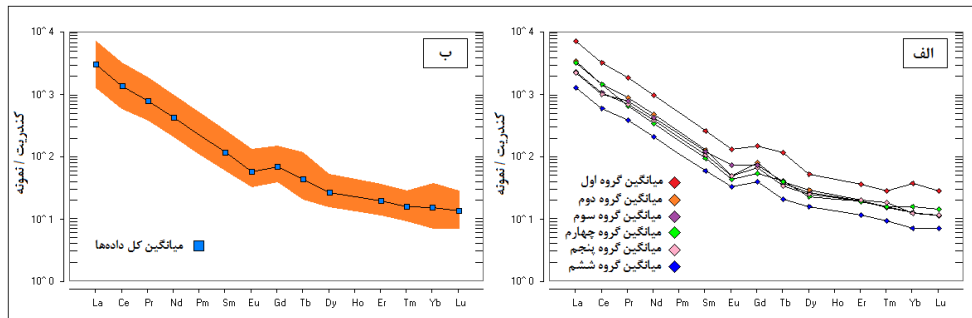 ب
10^4
10^3
10^2
10^1
10^0
کندریت / نمونه
میانگین کل داده‌ها
La Ce Pr Nd Pm Sm Eu Gd Tb Dy Ho Er Tm Yb Lu
الف
10^4
10^3
10^2
10^1
10^0
کندریت / نمونه
میانگین گروه اول
میانگین گروه دوم
میانگین گروه سوم
میانگین گروه چهارم
میانگین گروه پنجم
میانگین گروه ششم
La Ce Pr Nd Pm Sm Eu Gd Tb Dy Ho Er Tm Yb Lu